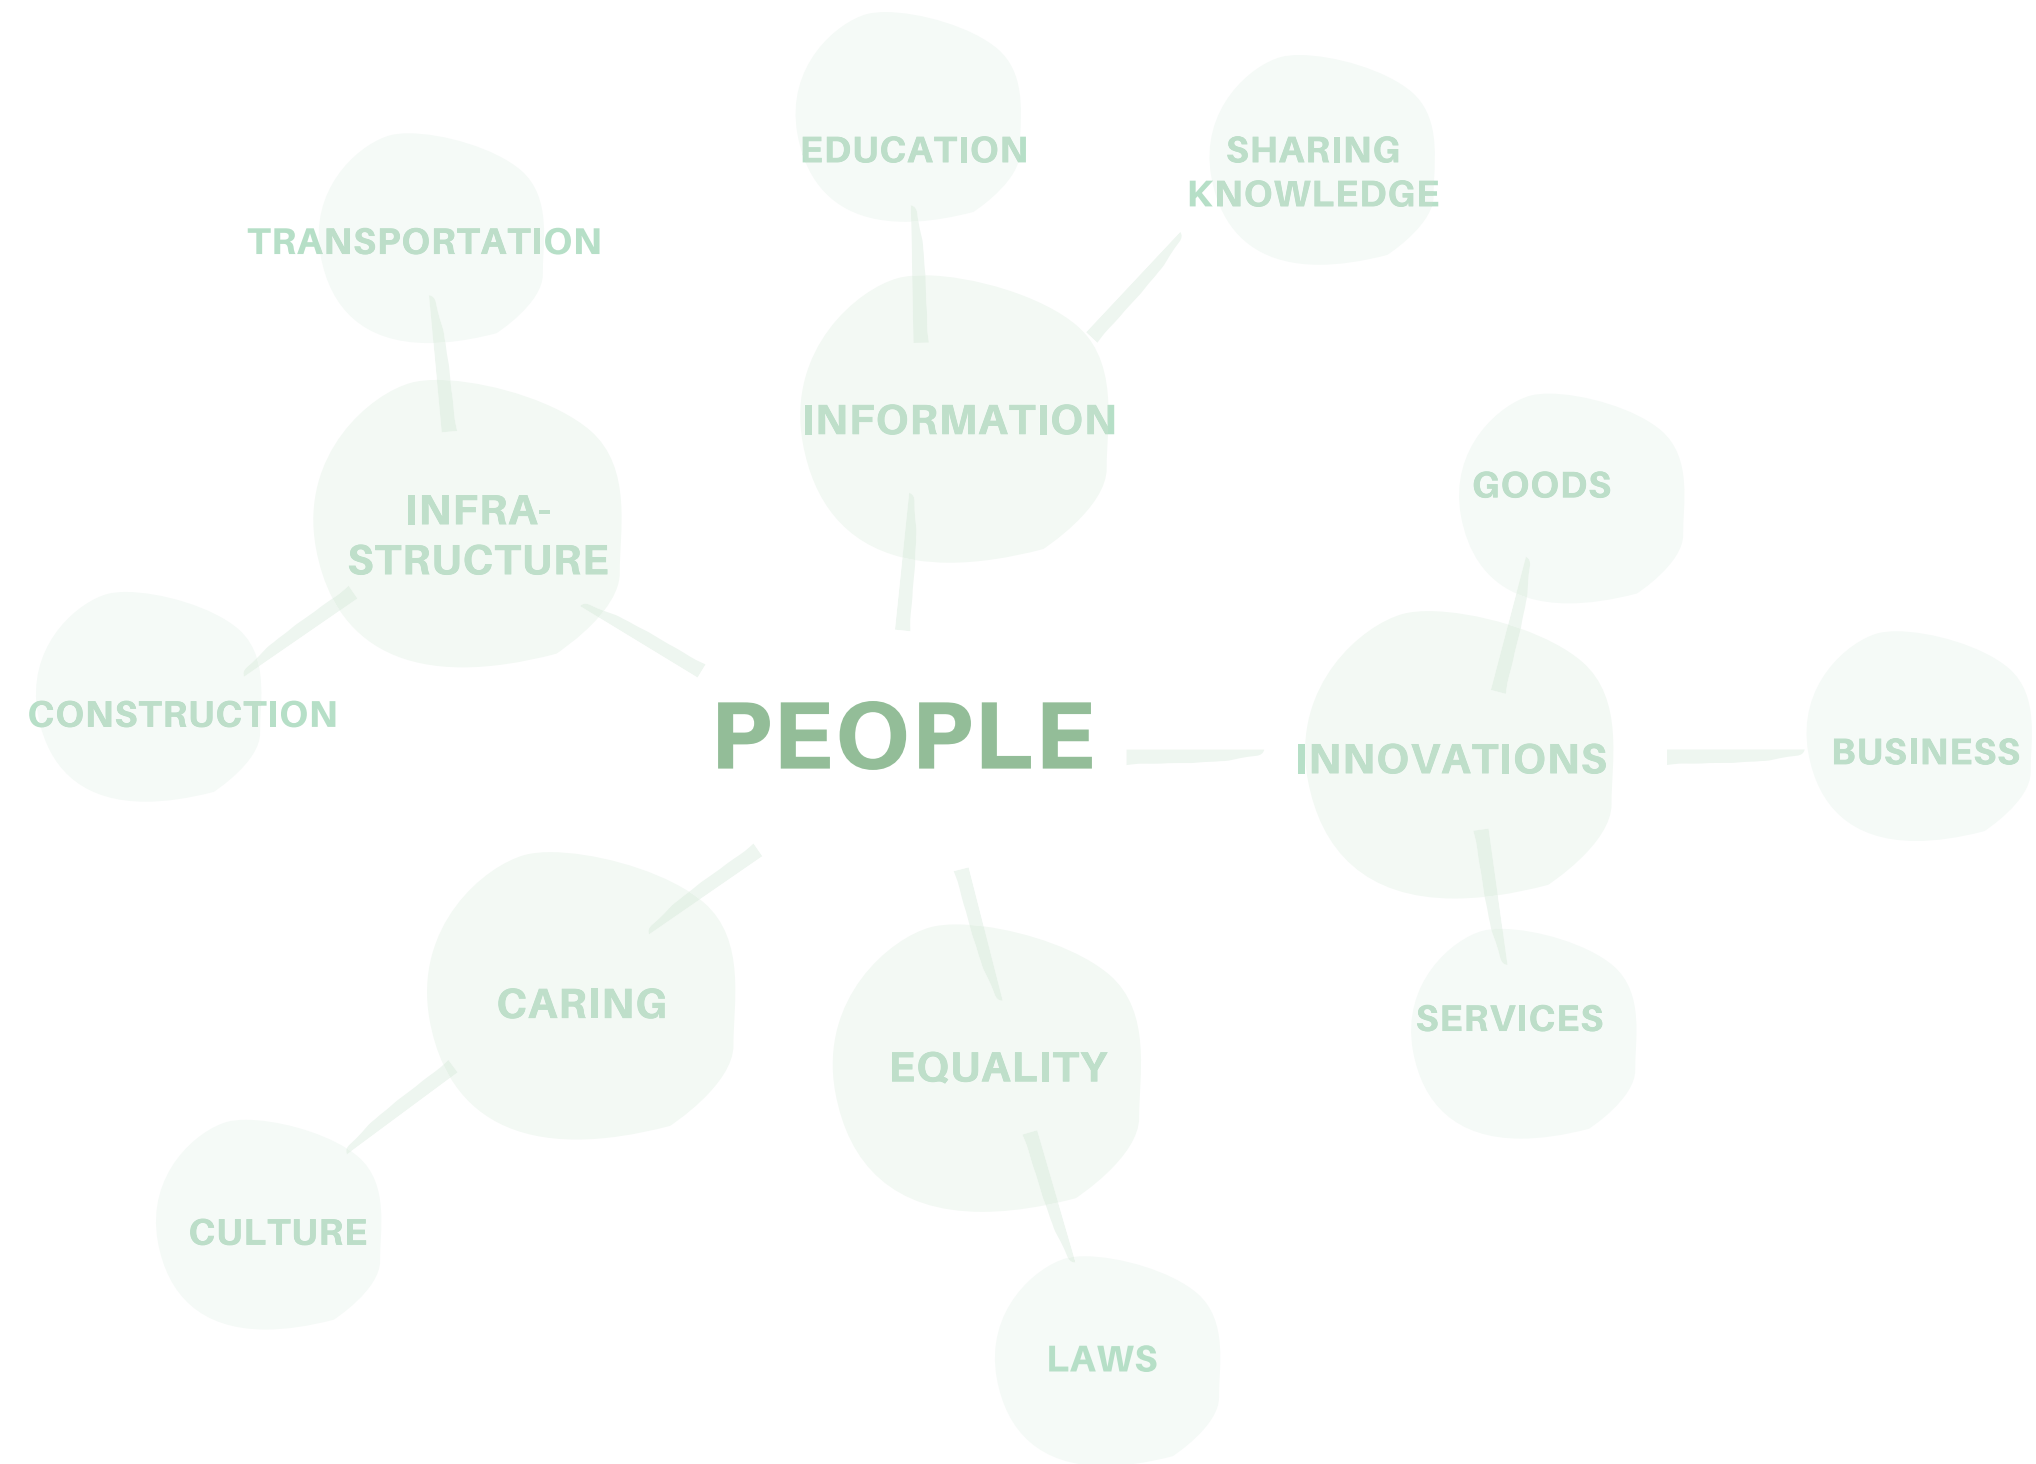 EDUCATION
SHARING
KNOWLEDGE
TRANSPORTATION
INFORMATION
GOODS
INFRA-
STRUCTURE
CONSTRUCTION
PEOPLE
INNOVATIONS
BUSINESS
CARING
SERVICES
EQUALITY
CULTURE
LAWS